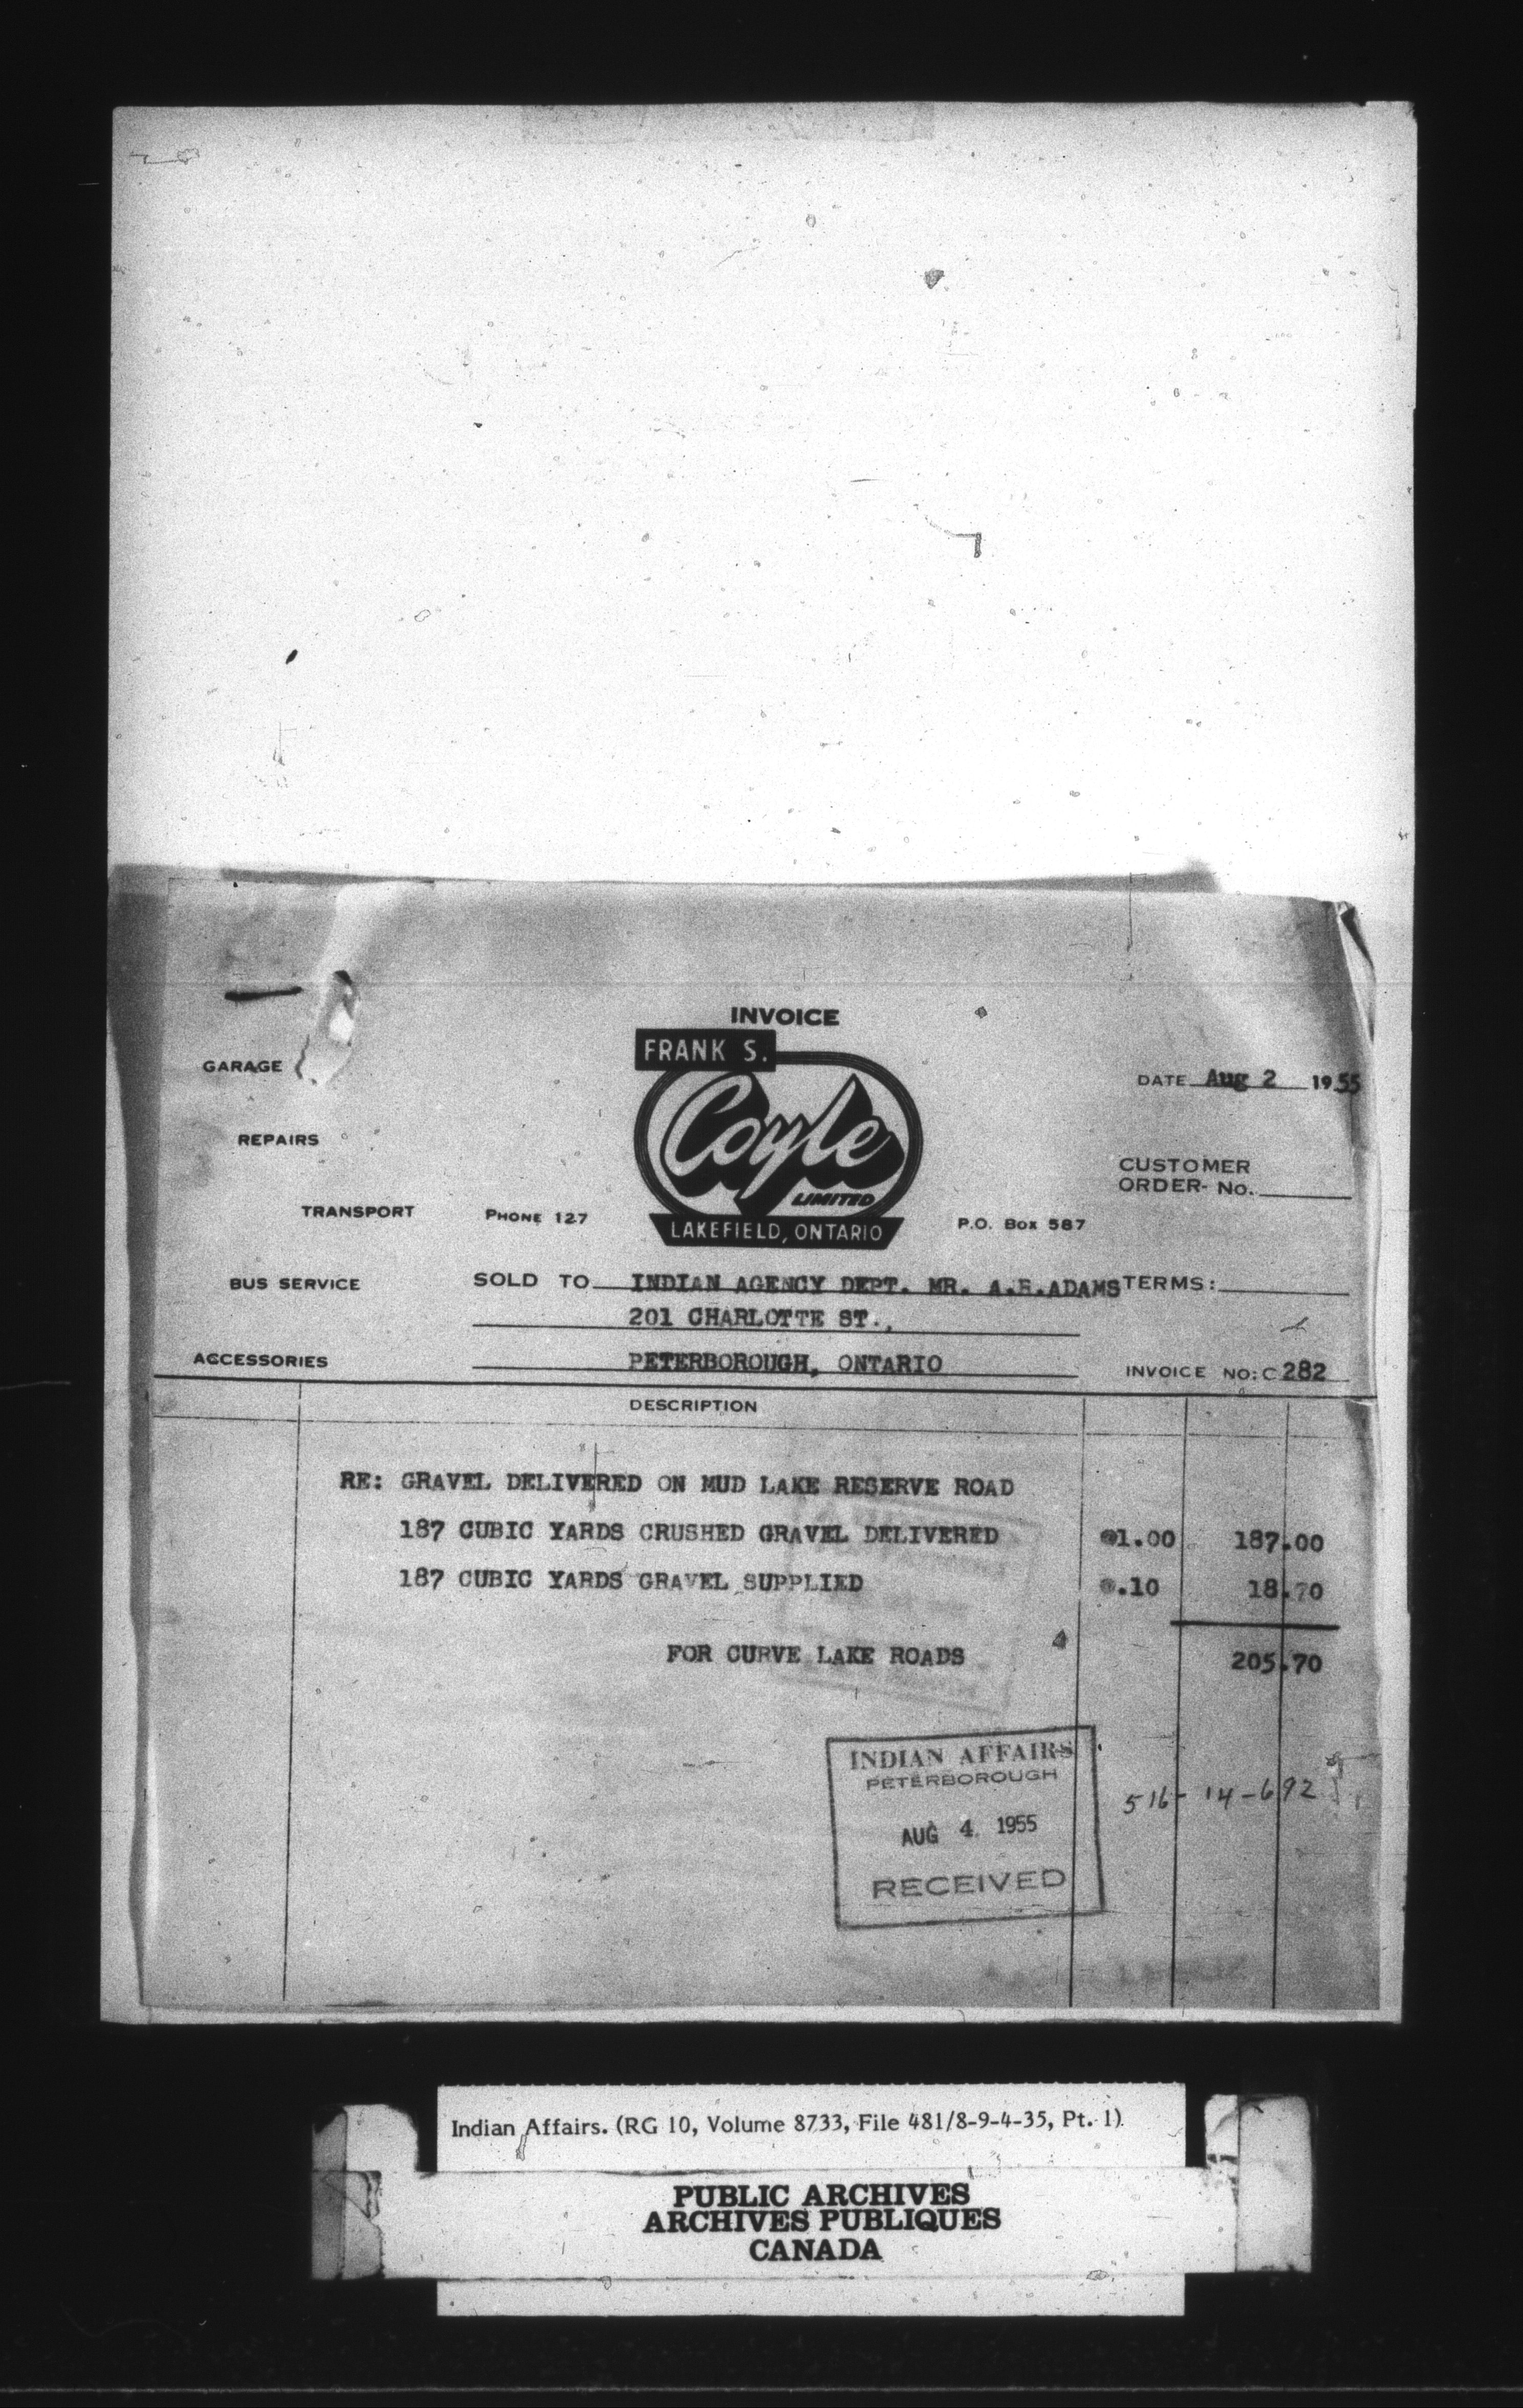 INVOICE
FRANK S.
Coyle
LIMITED
LAKEFIELD, ONTARIO
GARAGE
REPAIRS
TRANSPORT
BUS SERVICE
ACCESSORIES
PHONE 127
P.O. Box 587
DATE Aug 2 1955
CUSTOMER
ORDER- No.
SOLD TO INDIAN AGENCY DEPT. MR. A.E.ADAMS TERMS:
201 CHARLOTTE ST.,
PETERBOROUGH, ONTARIO
INVOICE NO: C 282
DESCRIPTION
RE: GRAVEL DELIVERED ON MUD LAKE RESERVE ROAD
187 CUBIC YARDS CRUSHED GRAVEL DELIVERED @1.00 187.00
187 CUBIC YARDS GRAVEL SUPPLIED @.10 18.70
FOR CURVE LAKE ROADS 205.70
INDIAN AFFAIRS
PETERBOROUGH
AUG 4 1955
RECEIVED
516-14-692
Indian Affairs. (RG 10, Volume 8733, File 481/8-9-4-35, Pt. 1)
PUBLIC ARCHIVES
ARCHIVES PUBLIQUES
CANADA